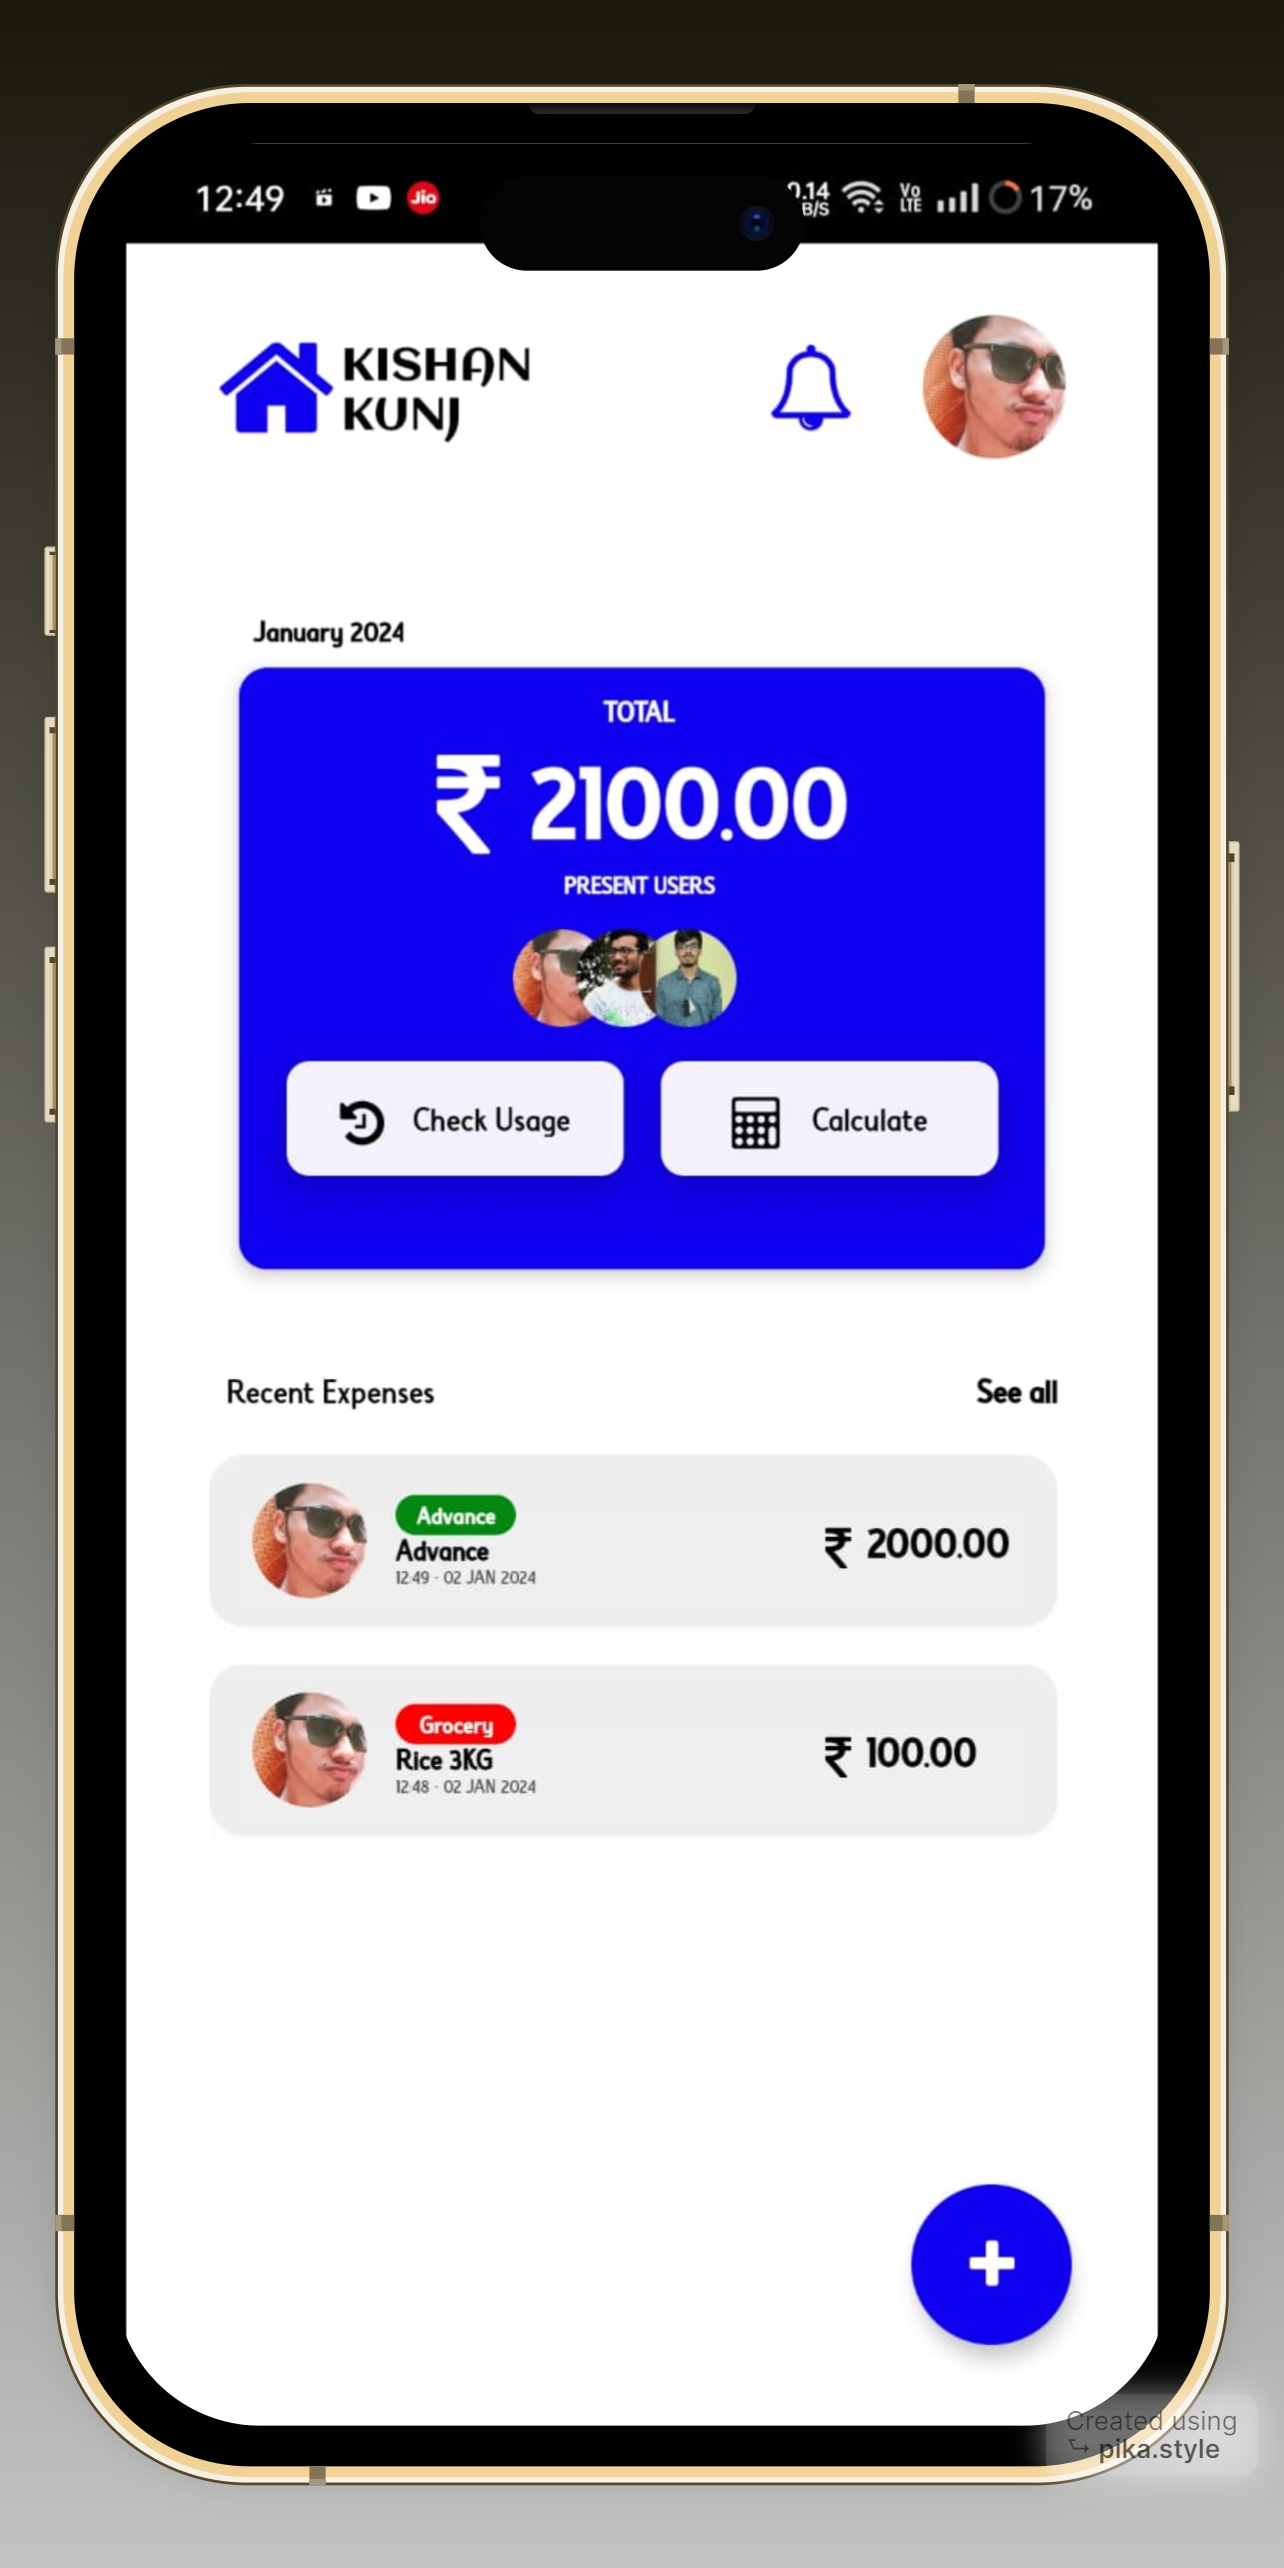 12:49
Jio
0.14
B/S
Vo
LTE
17%
KISHAN
KUNJ
January 2024
TOTAL
₹ 2100.00
PRESENT USERS
Check Usage
Calculate
Recent Expenses
See all
Advance
Advance
12:49 - 02 JAN 2024
₹ 2000.00
Grocery
Rice 3KG
12:48 - 02 JAN 2024
₹ 100.00
Created using
pika.style